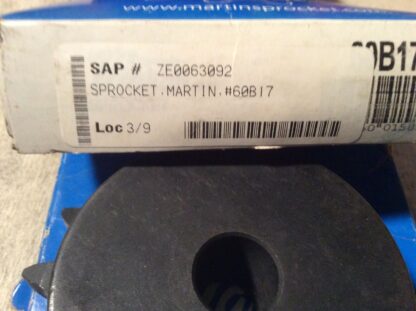 www.martinsprocket.com
SAP # ZE0063092
SPROCKET.MARTIN.#60B17
Loc 3/9
60B17